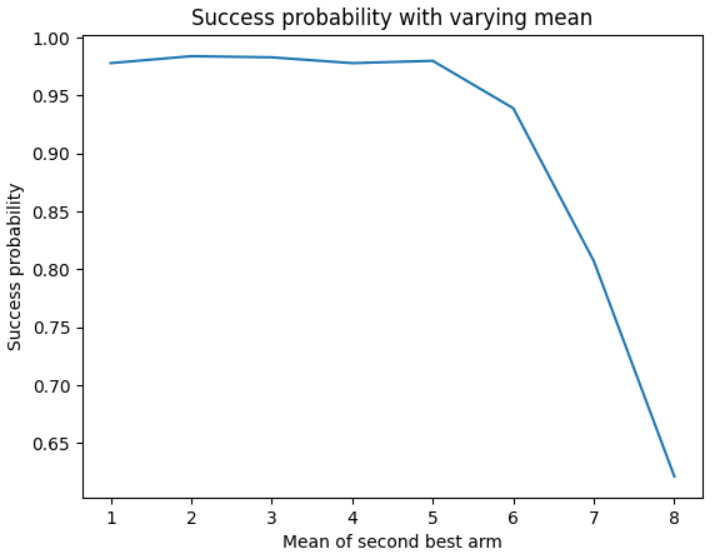 Success probability with varying mean
1.00
0.95
0.90
0.85
0.80
0.75
0.70
0.65
Success probability
1 2 3 4 5 6 7 8
Mean of second best arm